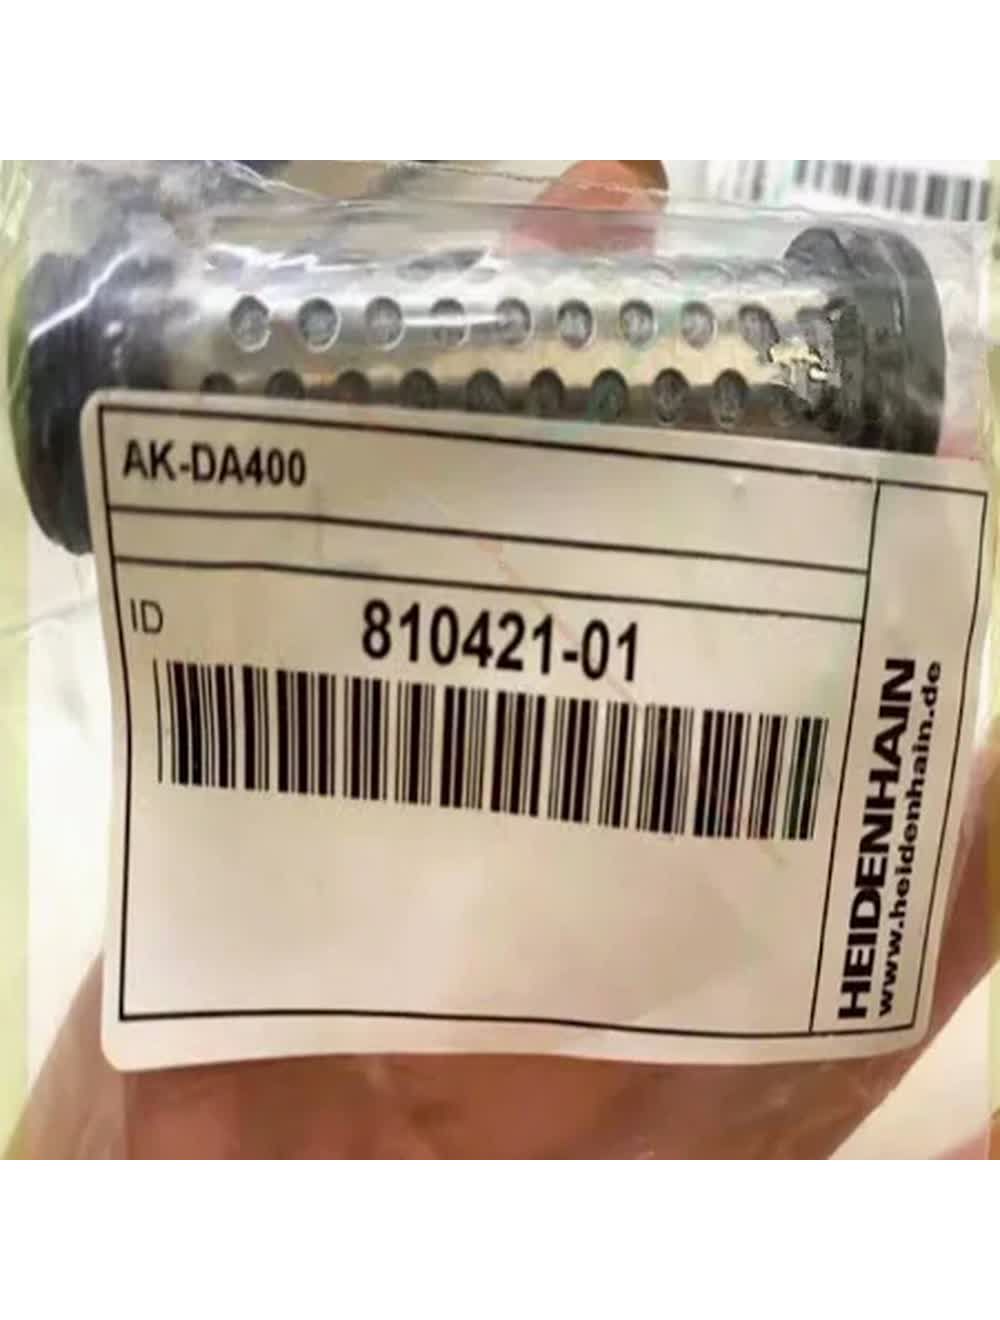 AK-DA400
ID
810421-01
HEIDENHAIN
www.heidenhain.de